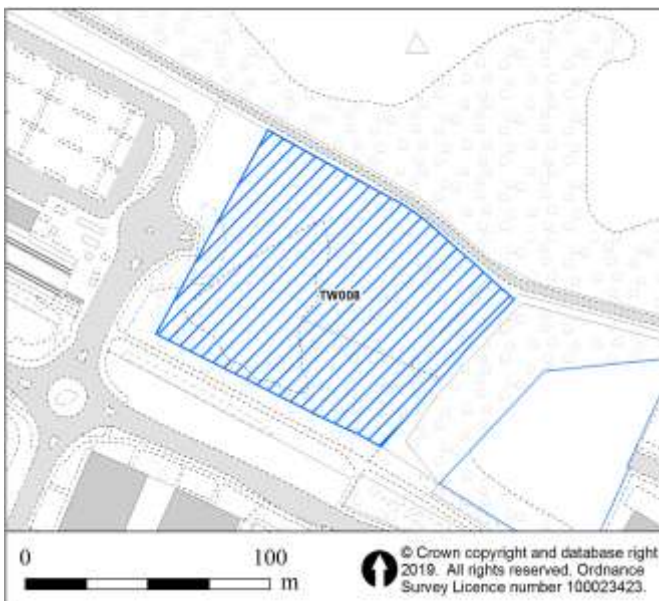 TW008
0 100
m
© Crown copyright and database right
2019. All rights reserved. Ordnance
Survey Licence number 100023423.